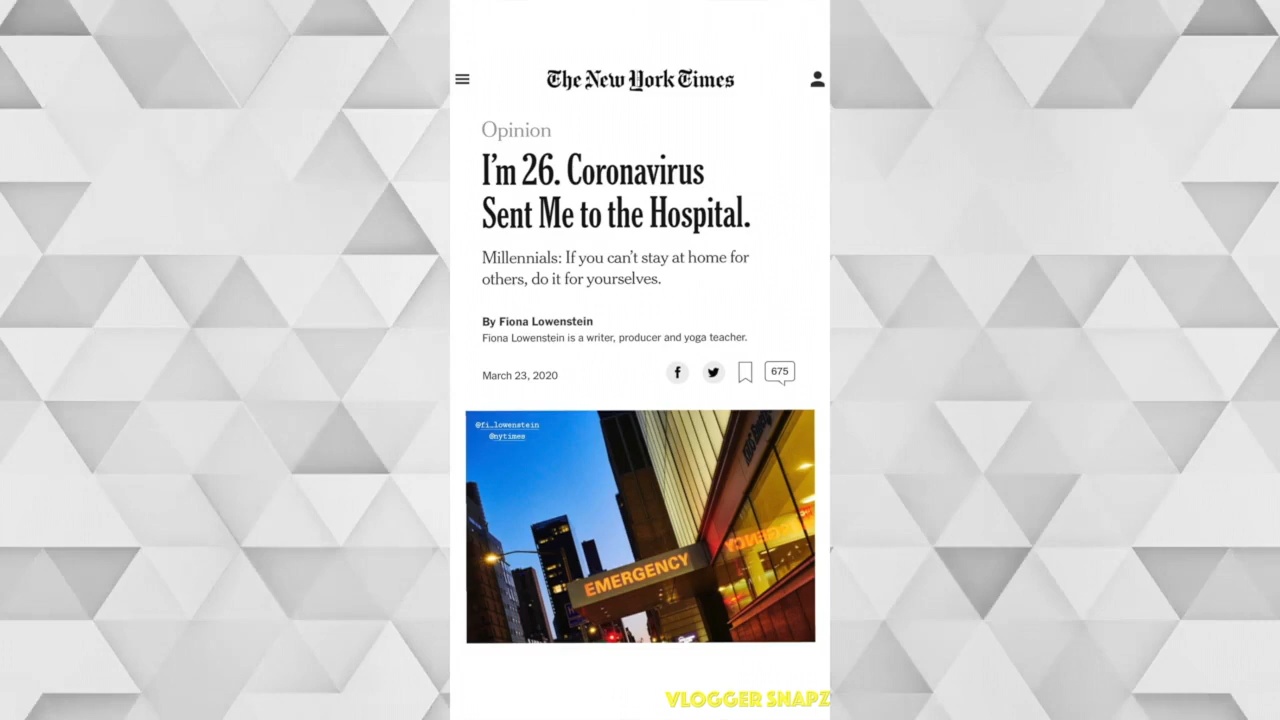 The New York Times
Opinion
I'm 26. Coronavirus
Sent Me to the Hospital.
Millennials: If you can't stay at home for
others, do it for yourselves.
By Fiona Lowenstein
Fiona Lowenstein is a writer, producer and yoga teacher.
March 23, 2020
675
@fi_lowenstein
@nytimes
EMERGENCY
EMERGENCY
VLOGGER SNAPZ